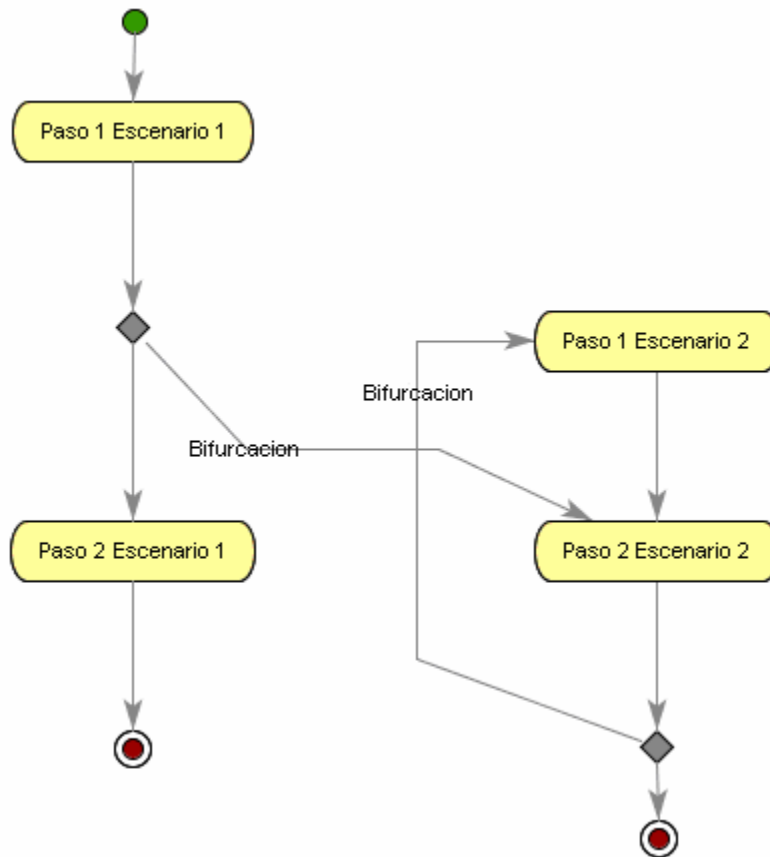 Paso 1 Escenario 1
Paso 1 Escenario 2
Bifurcacion
Bifurcacion
Paso 2 Escenario 1
Paso 2 Escenario 2